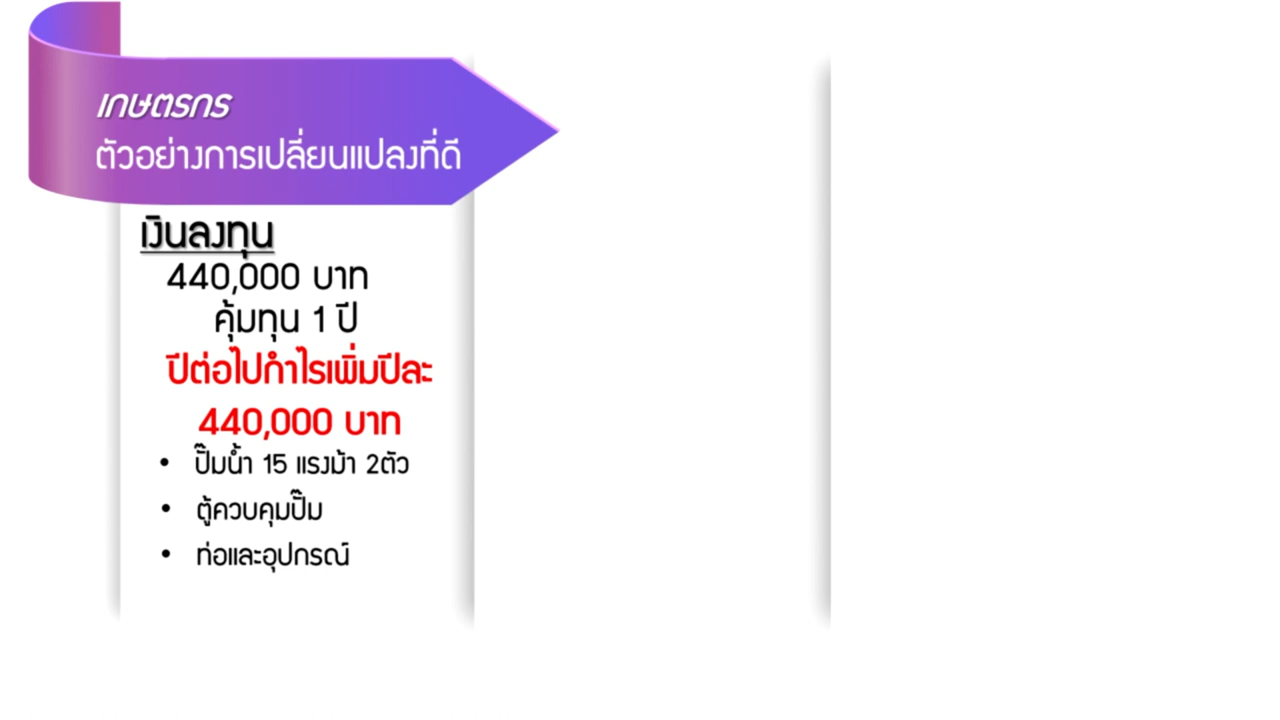 เกษตรกร
ตัวอย่างการเปลี่ยนแปลงที่ดี
เงินลงทุน
440,000 บาท
คุ้มทุน 1 ปี
ปีต่อไปกำไรเพิ่มปีละ
440,000 บาท
• ปั๊มน้ำ 15 แรงม้า 2ตัว
• ตู้ควบคุมปั๊ม
• ท่อและอุปกรณ์